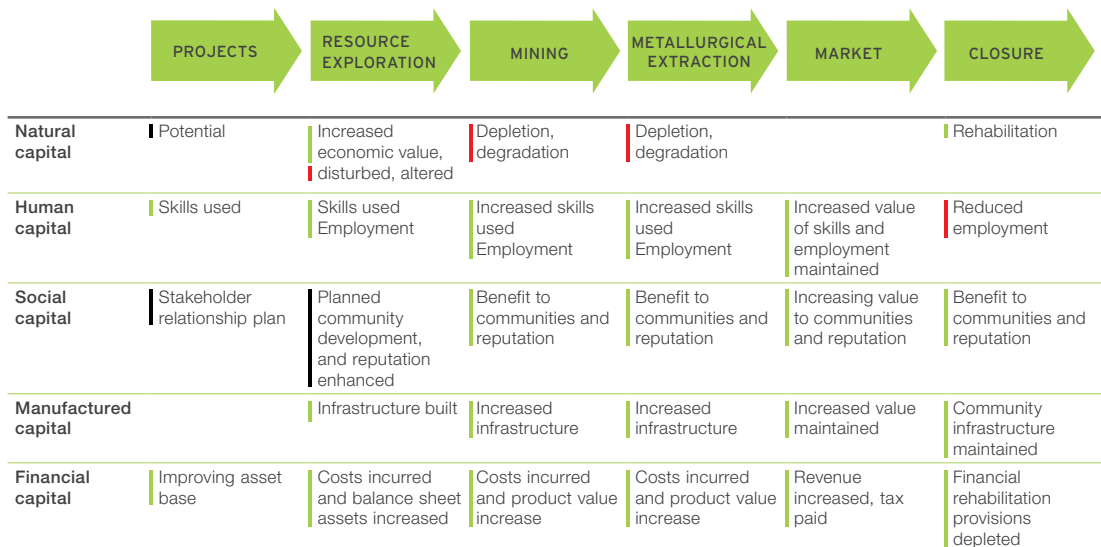 PROJECTS
RESOURCE
EXPLORATION
MINING
METALLURGICAL
EXTRACTION
MARKET
CLOSURE
Natural
capital
Potential
Increased
economic value,
disturbed, altered
Depletion,
degradation
Depletion,
degradation
Rehabilitation
Human
capital
Skills used
Skills used
Employment
Increased skills
used
Employment
Increased skills
used
Employment
Increased value
of skills and
employment
maintained
Reduced
employment
Social
capital
Stakeholder
relationship plan
Planned
community
development,
and reputation
enhanced
Benefit to
communities and
reputation
Benefit to
communities and
reputation
Increasing value
to communities
and reputation
Benefit to
communities and
reputation
Manufactured
capital
Infrastructure built
Increased
infrastructure
Increased
infrastructure
Increased value
maintained
Community
infrastructure
maintained
Financial
capital
Improving asset
base
Costs incurred
and balance sheet
assets increased
Costs incurred
and product value
increase
Costs incurred
and product value
increase
Revenue
increased, tax
paid
Financial
rehabilitation
provisions
depleted